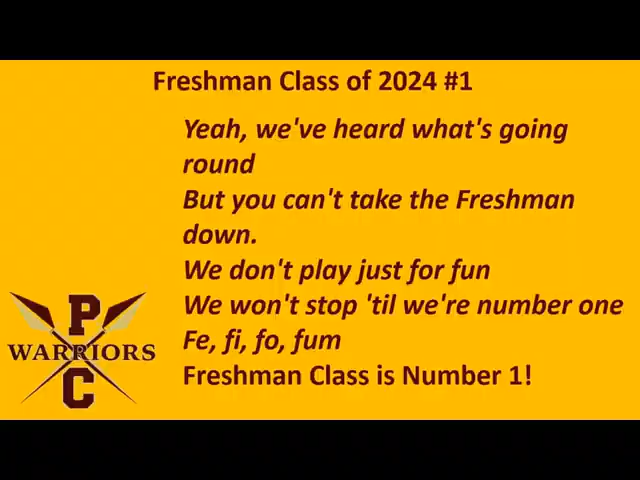 Freshman Class of 2024 #1
Yeah, we've heard what's going
round
But you can't take the Freshman
down.
We don't play just for fun
We won't stop 'til we're number one
Fe, fi, fo, fum
Freshman Class is Number 1!
P
WARRIORS
C